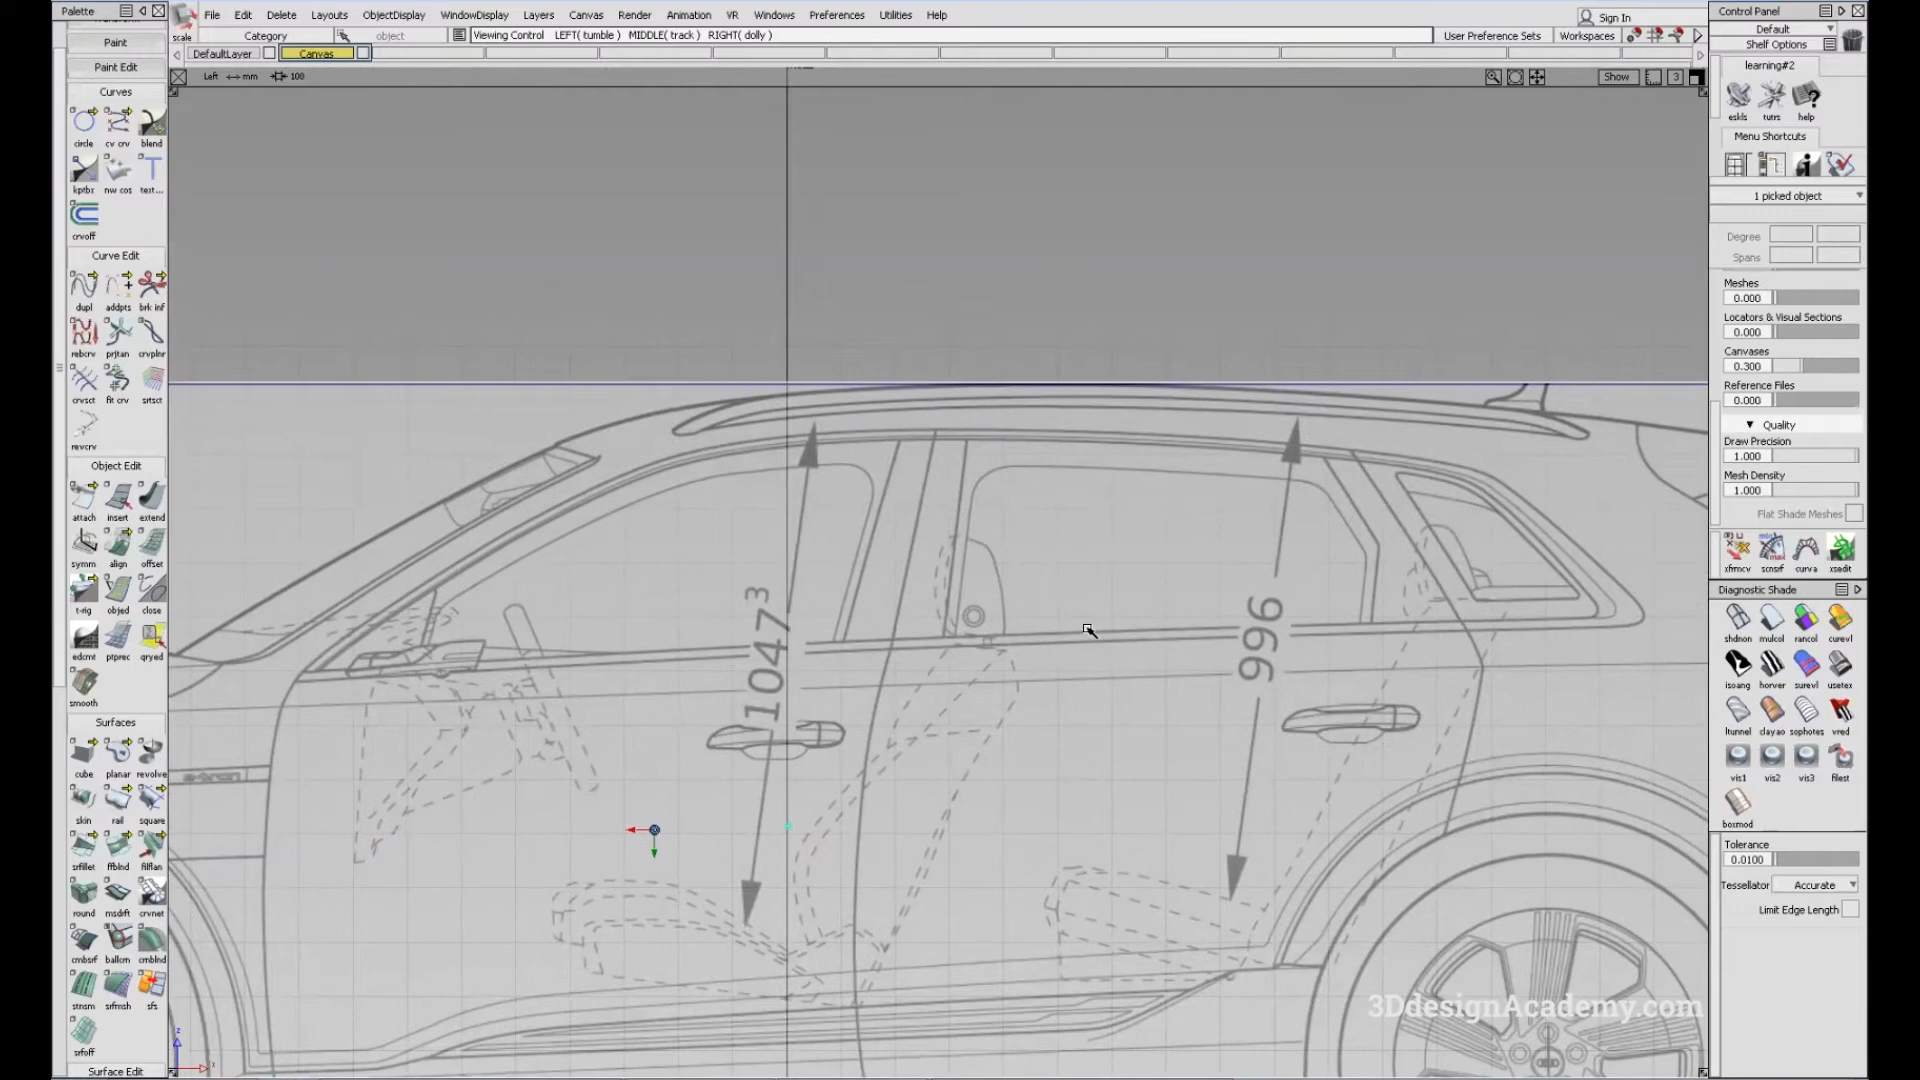 Palette
File Edit Delete Layouts ObjectDisplay WindowDisplay Layers Canvas Render Animation VR Windows Preferences Utilities Help
Sign In
scale
Category object Viewing Control LEFT( tumble ) MIDDLE( track ) RIGHT( dolly ) User Preference Sets Workspaces
DefaultLayer Canvas
Left mm 100 Show 3
Paint
Paint Edit
Curves
circle cv crv blend
kptbx nw cos text...
crvoff
Curve Edit
dupl addpts brk inf
rebcrv prjtan crvplnr
crvsct fit crv srtsct
revcrv
Object Edit
attach insert extend
symm align offset
t-rig objed close
edcmt ptprec qryed
smooth
Surfaces
cube planar revolve
skin rail square
srfillet ffblnd filflan
round msdrft crvnet
cmbsrf ballcrn crnblnd
stnsrn srfmsh sfs
srfoff
Surface Edit
1047³
996
e-tron
z
x
3DdesignAcademy.com
Control Panel
Default
Shelf Options
learning#2
eskls tutrs help
Menu Shortcuts
1 picked object
Degree
Spans
Meshes
0.000
Locators & Visual Sections
0.000
Canvases
0.300
Reference Files
0.000
Quality
Draw Precision
1.000
Mesh Density
1.000
Flat Shade Meshes
xfrmcv scnsrf curva xsedit
Diagnostic Shade
shdnon mulcol rancol curevl
isoang horver surevl usetex
ltunnel clayao sophotes vred
vis1 vis2 vis3 filest
boxmod
Tolerance
0.0100
Tessellator Accurate
Limit Edge Length